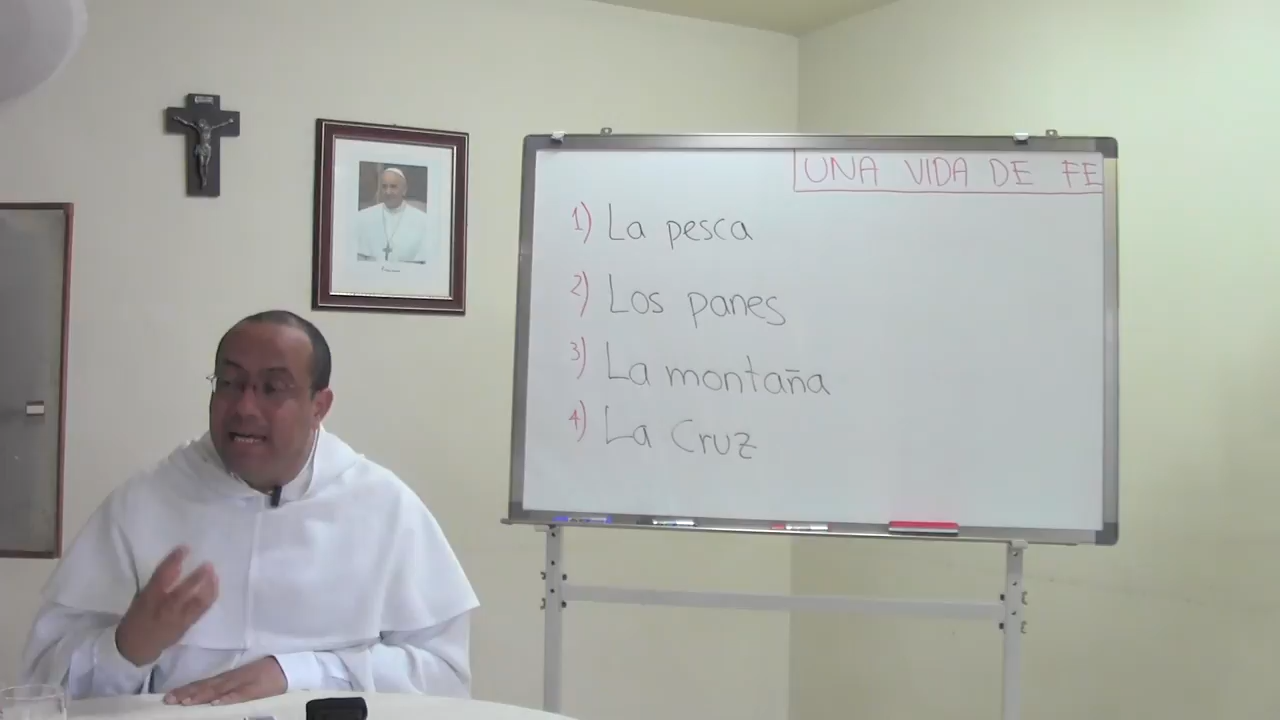 UNA VIDA DE FE
1) La pesca
2) Los panes
3) La montaña
4) La Cruz